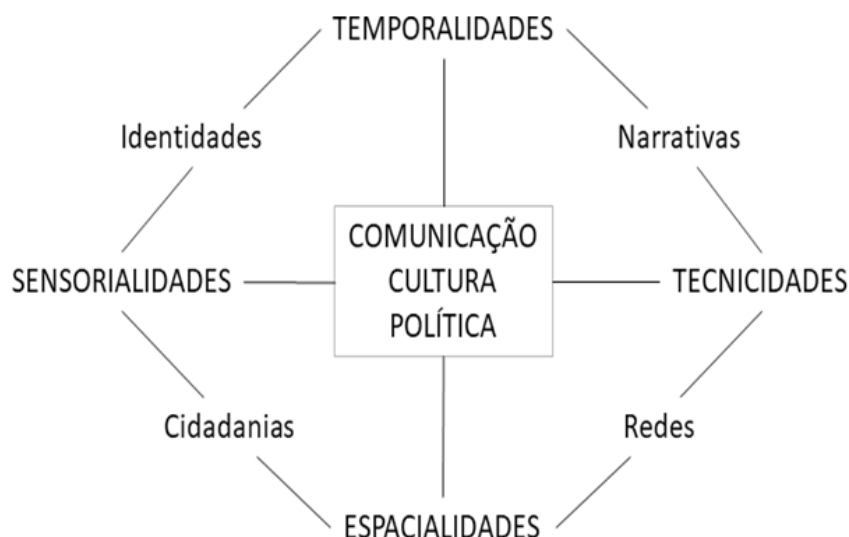 TEMPORALIDADES
Identidades
Narrativas
COMUNICAÇÃO
CULTURA
POLÍTICA
SENSORIALIDADES
TECNICIDADES
Cidadanias
Redes
ESPACIALIDADES